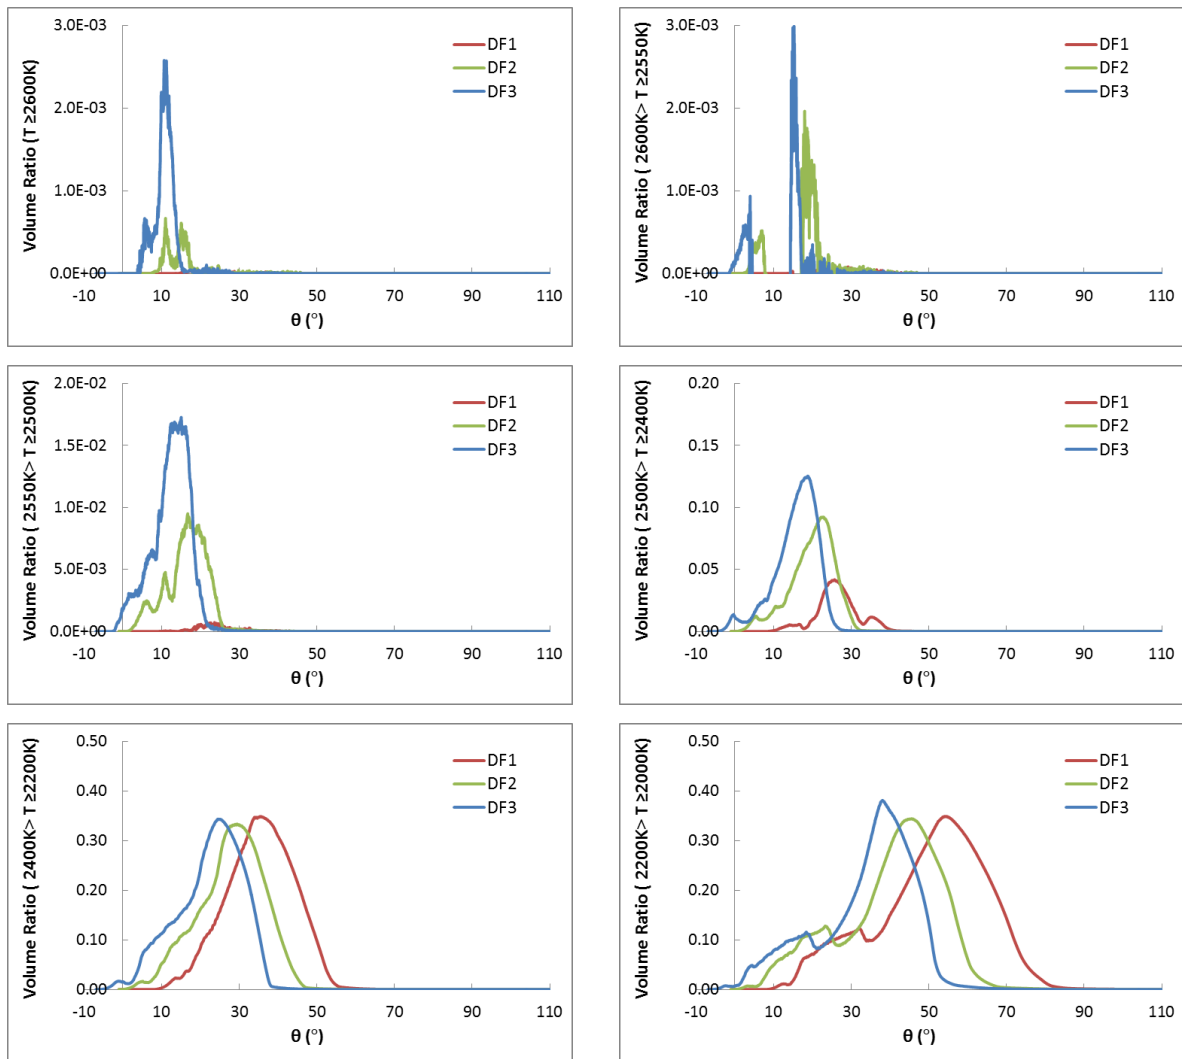 Volume Ratio (T ≥2600K)
3.0E-03
2.0E-03
1.0E-03
0.0E+00
-10 10 30 50 70 90 110
θ (°)
DF1
DF2
DF3
Volume Ratio ( 2600K> T ≥2550K)
3.0E-03
2.0E-03
1.0E-03
0.0E+00
-10 10 30 50 70 90 110
θ (°)
DF1
DF2
DF3
Volume Ratio ( 2550K> T ≥2500K)
2.0E-02
1.5E-02
1.0E-02
5.0E-03
0.0E+00
-10 10 30 50 70 90 110
θ (°)
DF1
DF2
DF3
Volume Ratio ( 2500K> T ≥2400K)
0.20
0.15
0.10
0.05
0.00
-10 10 30 50 70 90 110
θ (°)
DF1
DF2
DF3
Volume Ratio ( 2400K> T ≥2200K)
0.50
0.40
0.30
0.20
0.10
0.00
-10 10 30 50 70 90 110
θ (°)
DF1
DF2
DF3
Volume Ratio ( 2200K> T ≥2000K)
0.50
0.40
0.30
0.20
0.10
0.00
-10 10 30 50 70 90 110
θ (°)
DF1
DF2
DF3